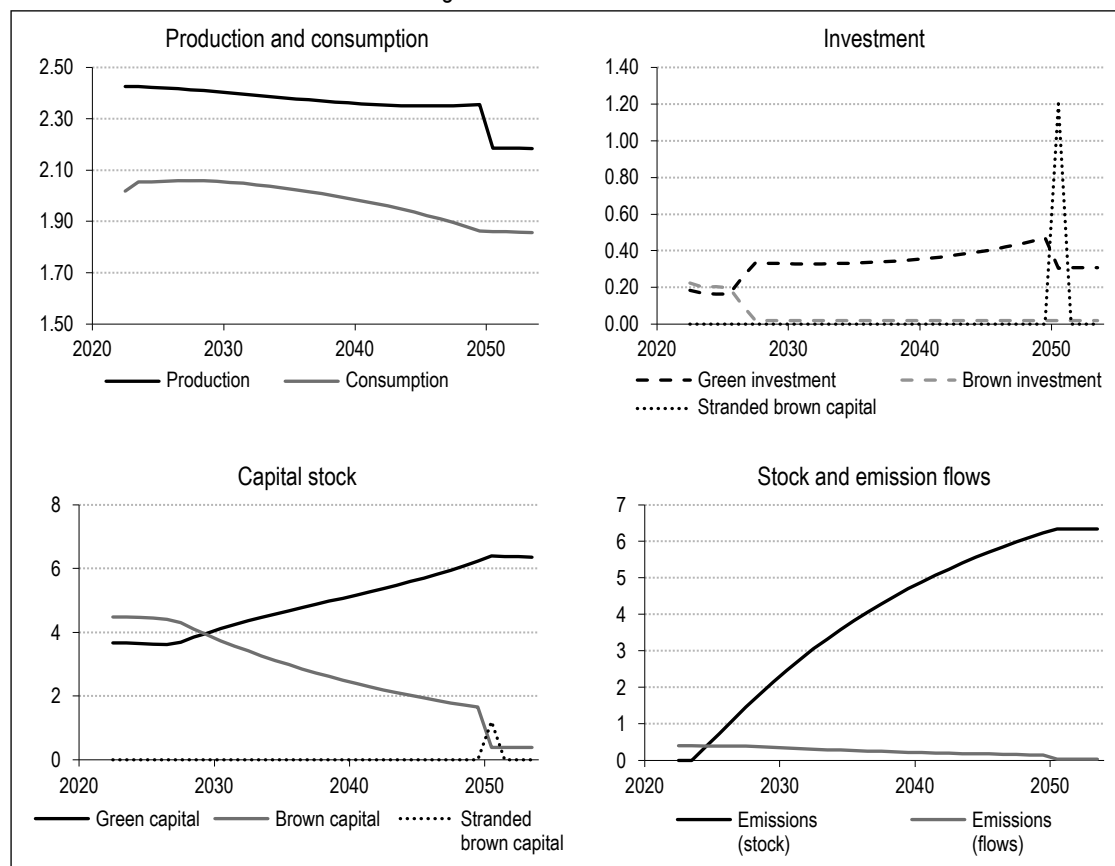 Production and consumption
2.50
2.30
2.10
1.90
1.70
1.50
2020 2030 2040 2050
Production Consumption
Investment
1.40
1.20
1.00
0.80
0.60
0.40
0.20
0.00
2020 2030 2040 2050
Green investment Brown investment
Stranded brown capital
Capital stock
8
6
4
2
0
2020 2030 2040 2050
Green capital Brown capital Stranded
brown capital
Stock and emission flows
7
6
5
4
3
2
1
0
2020 2030 2040 2050
Emissions Emissions
(stock) (flows)